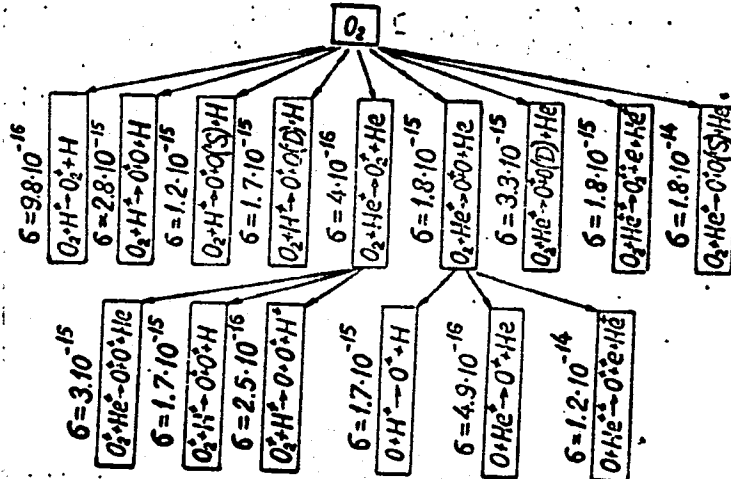 O₂
б=9.8·10⁻¹⁶
O₂+H⁺→O₂⁺+H
б=2.8·10⁻¹⁵
O₂+H⁺→O⁺+O+H
б=1.2·10⁻¹⁵
O₂+H⁺→O⁺+O(S)+H
б=1.7·10⁻¹⁵
O₂+H⁺→O⁺+O(D)+H
б=4·10⁻¹⁶
O₂+He⁺→O₂⁺+He
б=1.8·10⁻¹⁵
O₂+He⁺→O⁺+O+He
б=3.3·10⁻¹⁵
O₂+He⁺→O⁺+O(D)+He
б=1.8·10⁻¹⁵
O₂+He⁺⁺→O₂⁺⁺+e+He⁺
б=1.8·10⁻¹⁴
O₂+He⁺→O⁺+O(S)+He
б=3·10⁻¹⁵
O₂⁺+He⁺→O⁺+O⁺+He
б=1.7·10⁻¹⁵
O₂⁺+H⁺→O⁺+O⁺+H
б=2.5·10⁻¹⁶
O₂⁺+H⁺→O+O⁺+H⁺
б=1.7·10⁻¹⁵
O+H⁺→O⁺+H
б=4.9·10⁻¹⁶
O+He⁺→O⁺+He
б=1.2·10⁻¹⁴
O+He⁺⁺→O⁺⁺+e+He⁺